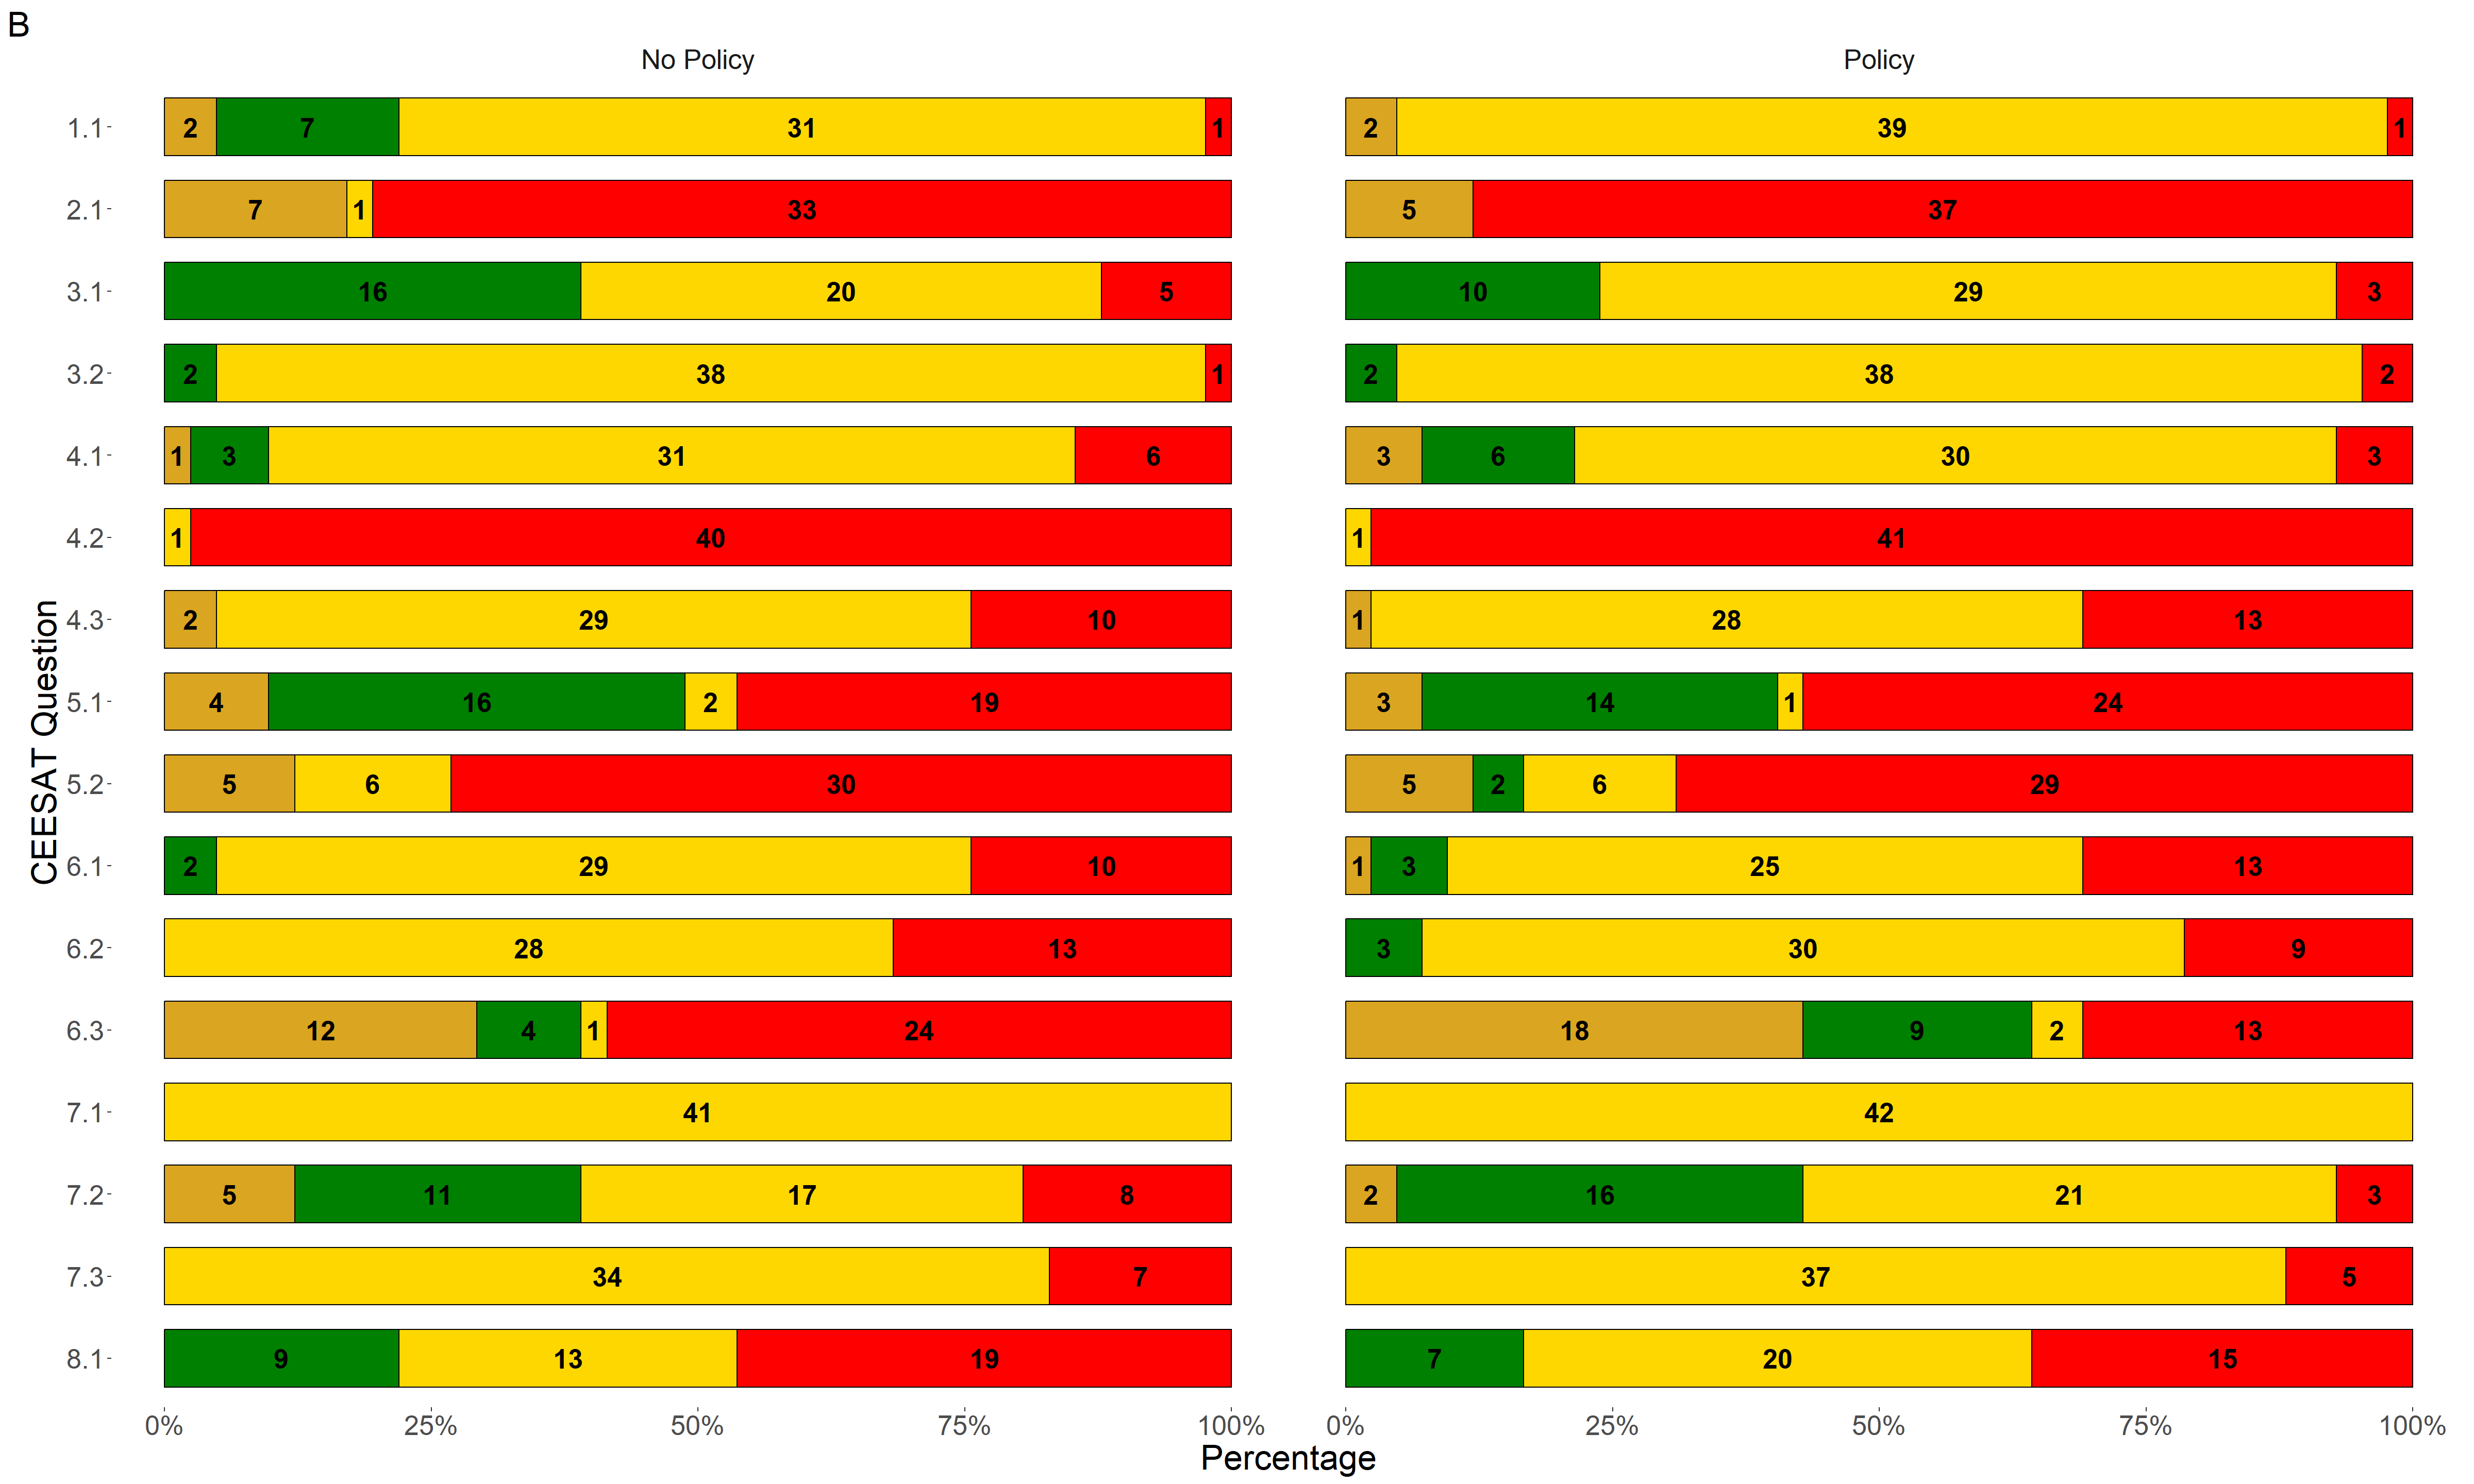 B
No Policy Policy
1.1 2 7 31 1 2 39 1
2.1 7 1 33 5 37
3.1 16 20 5 10 29 3
3.2 2 38 1 2 38 2
4.1 1 3 31 6 3 6 30 3
4.2 1 40 1 41
4.3 2 29 10 1 28 13
5.1 4 16 2 19 3 14 1 24
5.2 5 6 30 5 2 6 29
6.1 2 29 10 1 3 25 13
6.2 28 13 3 30 9
6.3 12 4 1 24 18 9 2 13
7.1 41 42
7.2 5 11 17 8 2 16 21 3
7.3 34 7 37 5
8.1 9 13 19 7 20 15
0% 25% 50% 75% 100% 0% 25% 50% 75% 100%
Percentage
CEESAT Question